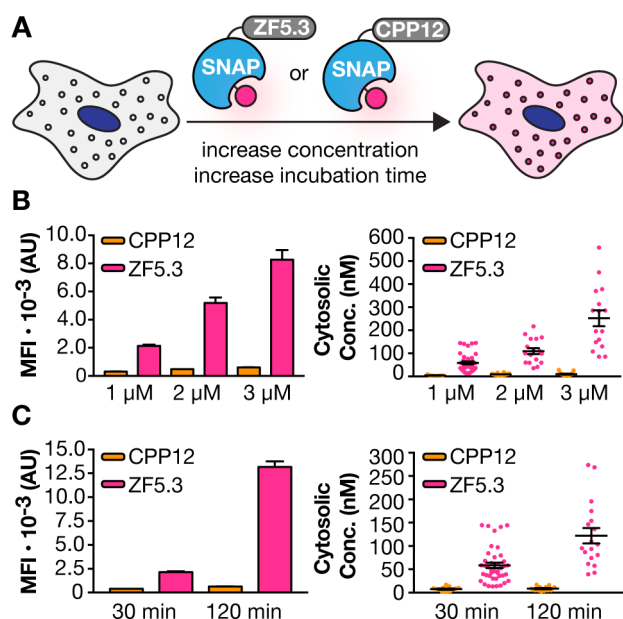 A
ZF5.3
CPP12
SNAP
or
SNAP
increase concentration
increase incubation time
B
MFI · 10⁻³ (AU)
10.0
8.0
6.0
4.0
2.0
0
CPP12
ZF5.3
1 µM
2 µM
3 µM
Cytosolic
Conc. (nM)
600
500
400
300
200
100
0
CPP12
ZF5.3
1 µM
2 µM
3 µM
C
MFI · 10⁻³ (AU)
15.0
12.5
10.0
7.5
5.0
2.5
0
CPP12
ZF5.3
30 min
120 min
Cytosolic
Conc. (nM)
300
250
200
150
100
50
0
CPP12
ZF5.3
30 min
120 min